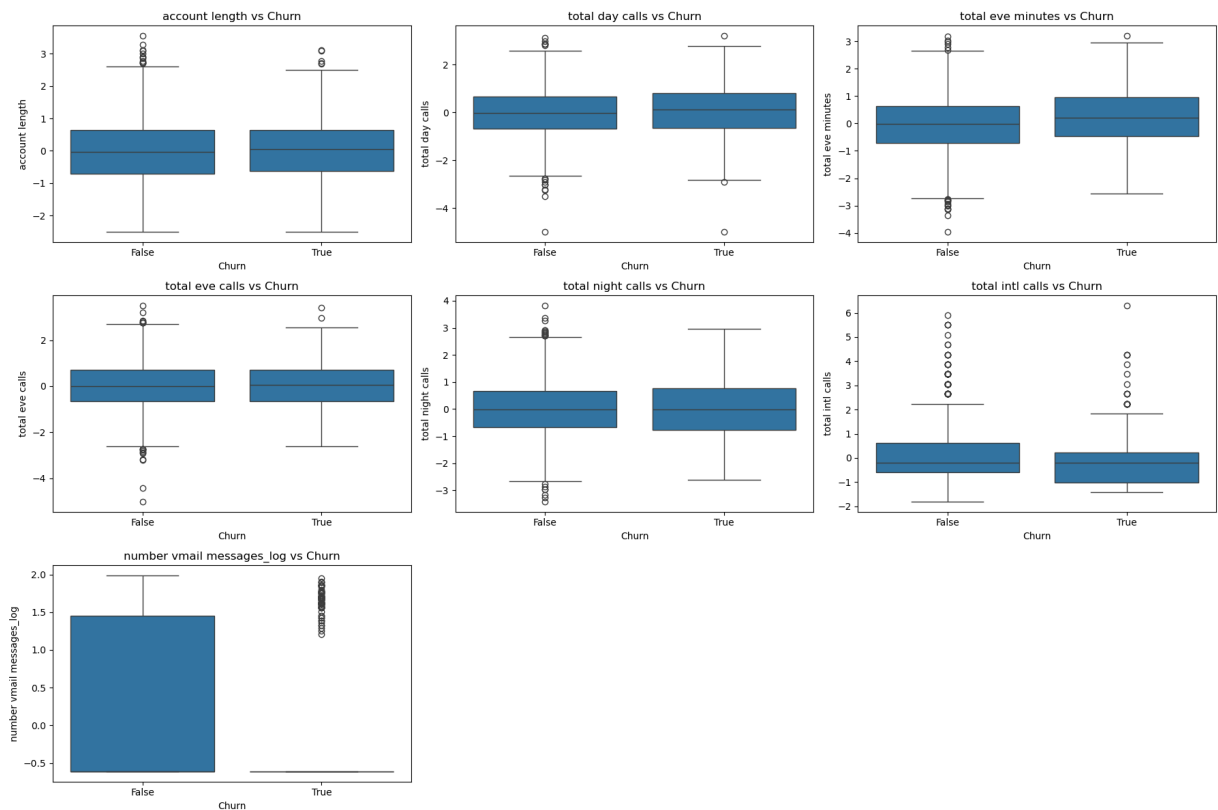 account length vs Churn
account length
3
2
1
0
−1
−2
False
True
Churn
total day calls vs Churn
total day calls
2
0
−2
−4
False
True
Churn
total eve minutes vs Churn
total eve minutes
3
2
1
0
−1
−2
−3
−4
False
True
Churn
total eve calls vs Churn
total eve calls
2
0
−2
−4
False
True
Churn
total night calls vs Churn
total night calls
4
3
2
1
0
−1
−2
−3
False
True
Churn
total intl calls vs Churn
total intl calls
6
5
4
3
2
1
0
−1
−2
False
True
Churn
number vmail messages_log vs Churn
number vmail messages_log
2.0
1.5
1.0
0.5
0.0
−0.5
False
True
Churn